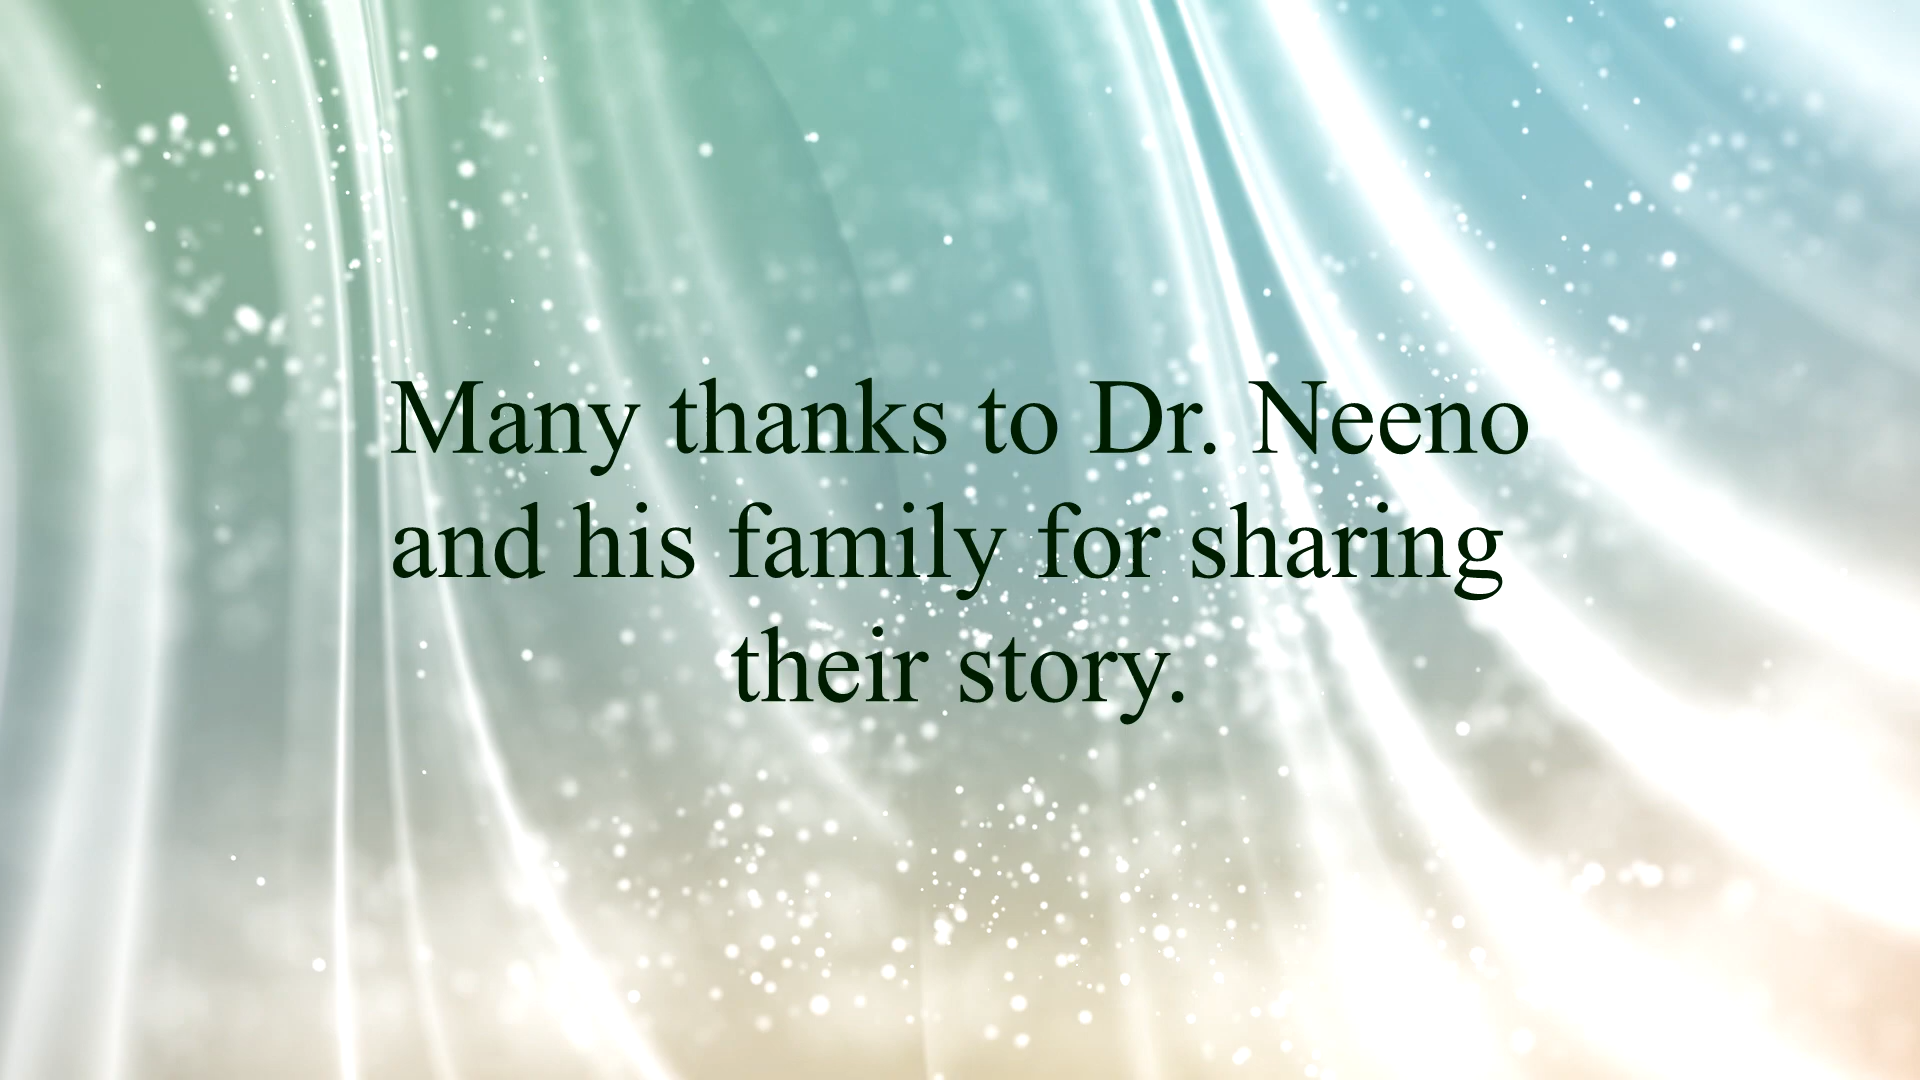 Many thanks to Dr. Neeno
and his family for sharing
their story.